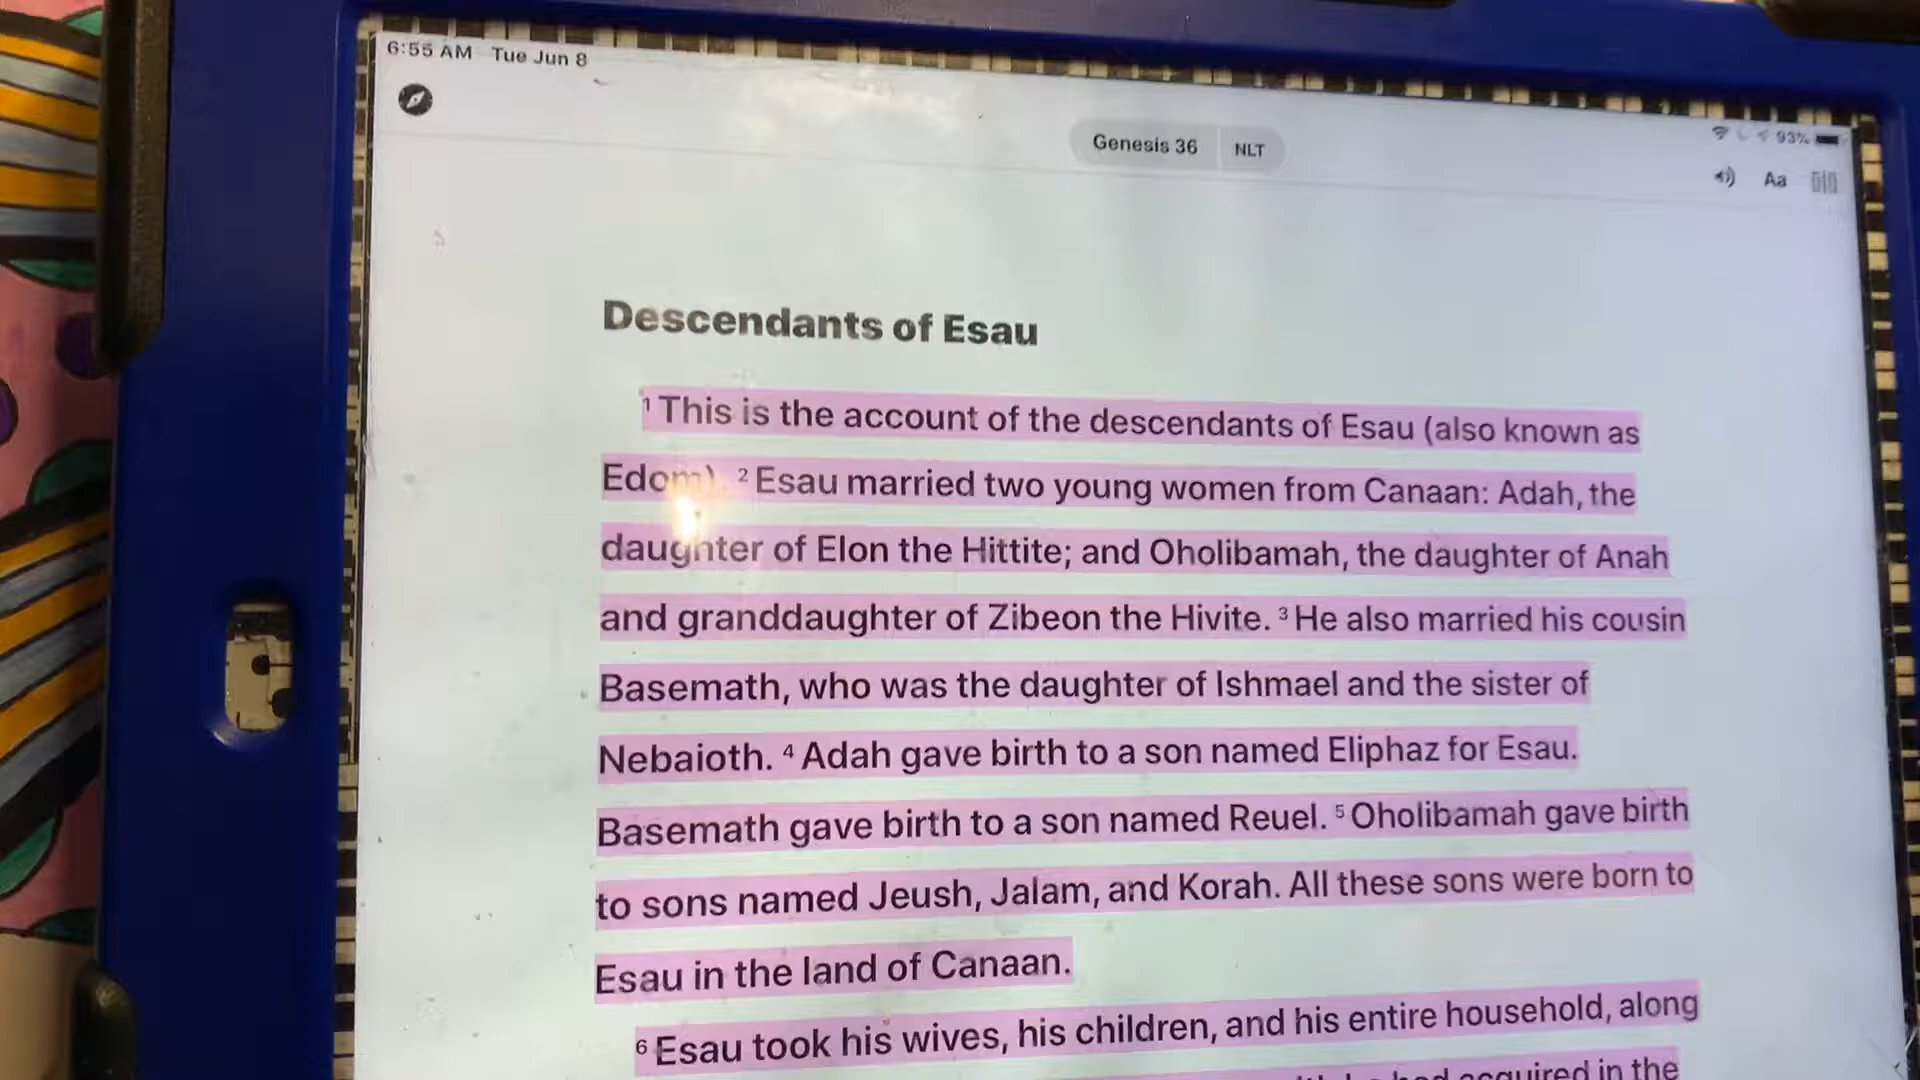 6:55 AM Tue Jun 8
93%
Genesis 36 NLT
Aa
Descendants of Esau
1 This is the account of the descendants of Esau (also known as
Edom). 2 Esau married two young women from Canaan: Adah, the
daughter of Elon the Hittite; and Oholibamah, the daughter of Anah
and granddaughter of Zibeon the Hivite. 3 He also married his cousin
Basemath, who was the daughter of Ishmael and the sister of
Nebaioth. 4 Adah gave birth to a son named Eliphaz for Esau.
Basemath gave birth to a son named Reuel. 5 Oholibamah gave birth
to sons named Jeush, Jalam, and Korah. All these sons were born to
Esau in the land of Canaan.
6 Esau took his wives, his children, and his entire household, along
had acquired in the